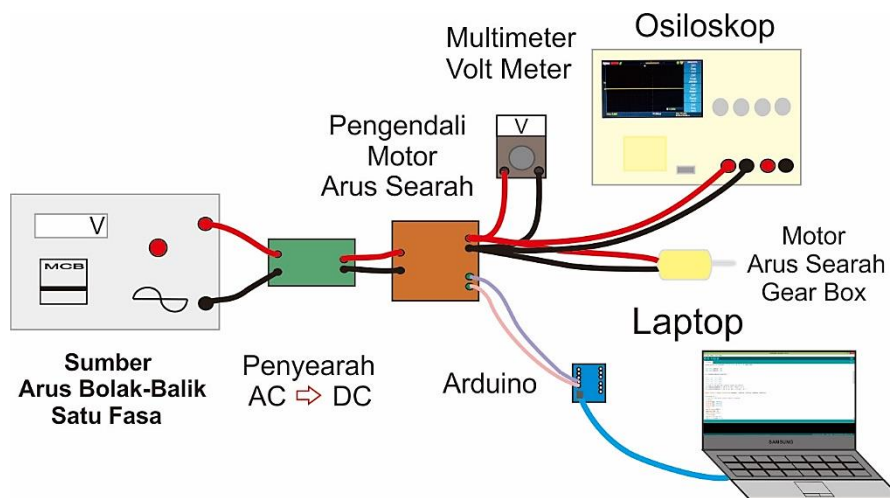 Osiloskop
Multimeter
Volt Meter
V
Pengendali
Motor
Arus Searah
V
MCB
Motor
Arus Searah
Gear Box
Laptop
Sumber
Arus Bolak-Balik
Satu Fasa
Penyearah
AC ⇨ DC
Arduino
SAMSUNG